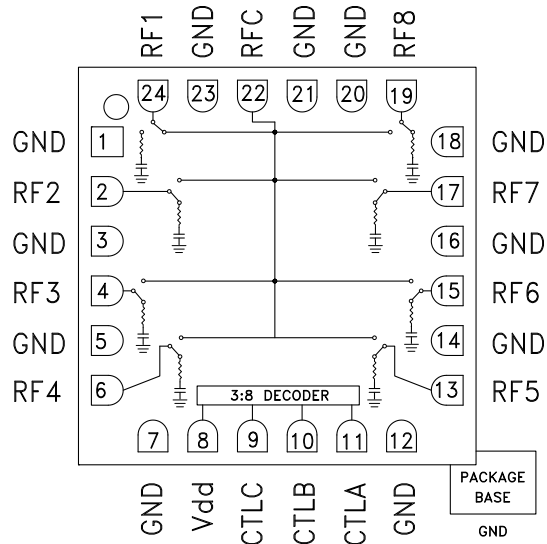 RF1 GND RFC GND GND RF8
24 23 22 21 20 19
GND 1 18 GND
RF2 2 17 RF7
GND 3 16 GND
RF3 4 15 RF6
GND 5 14 GND
RF4 6 13 RF5
3:8 DECODER
7 8 9 10 11 12
GND Vdd CTLC CTLB CTLA GND
PACKAGE
BASE
GND